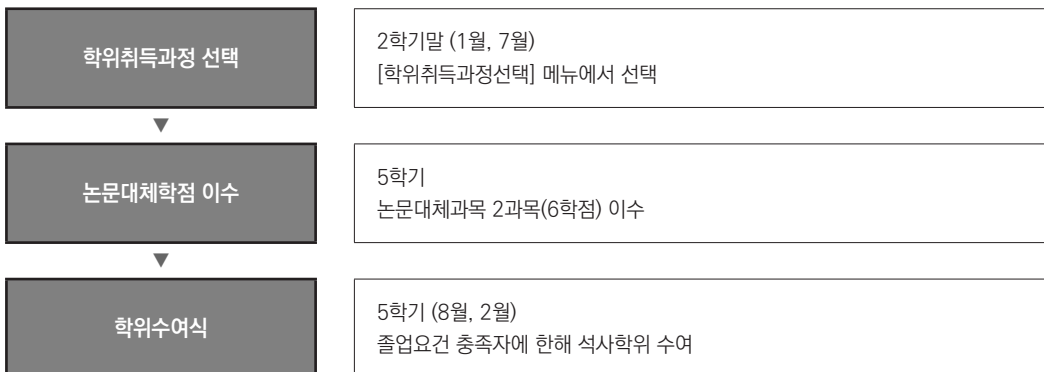 학위취득과정 선택
2학기말 (1월, 7월)
[학위취득과정선택] 메뉴에서 선택
▼
논문대체학점 이수
5학기
논문대체과목 2과목(6학점) 이수
▼
학위수여식
5학기 (8월, 2월)
졸업요건 충족자에 한해 석사학위 수여